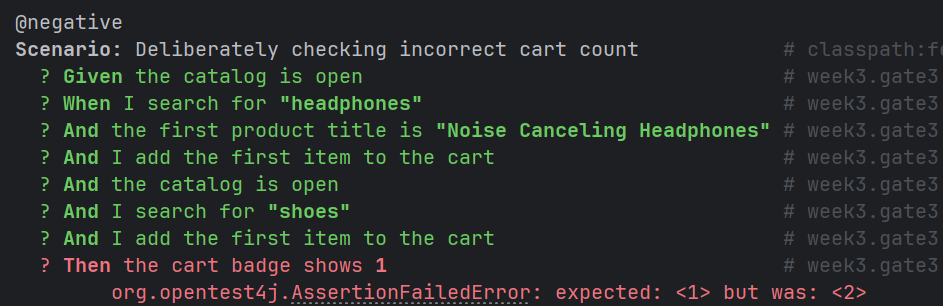 @negative
Scenario: Deliberately checking incorrect cart count # classpath:fe
? Given the catalog is open # week3.gate3
? When I search for "headphones" # week3.gate3
? And the first product title is "Noise Canceling Headphones" # week3.gate3
? And I add the first item to the cart # week3.gate3
? And the catalog is open # week3.gate3
? And I search for "shoes" # week3.gate3
? And I add the first item to the cart # week3.gate3
? Then the cart badge shows 1 # week3.gate3
org.opentest4j.AssertionFailedError: expected: <1> but was: <2>